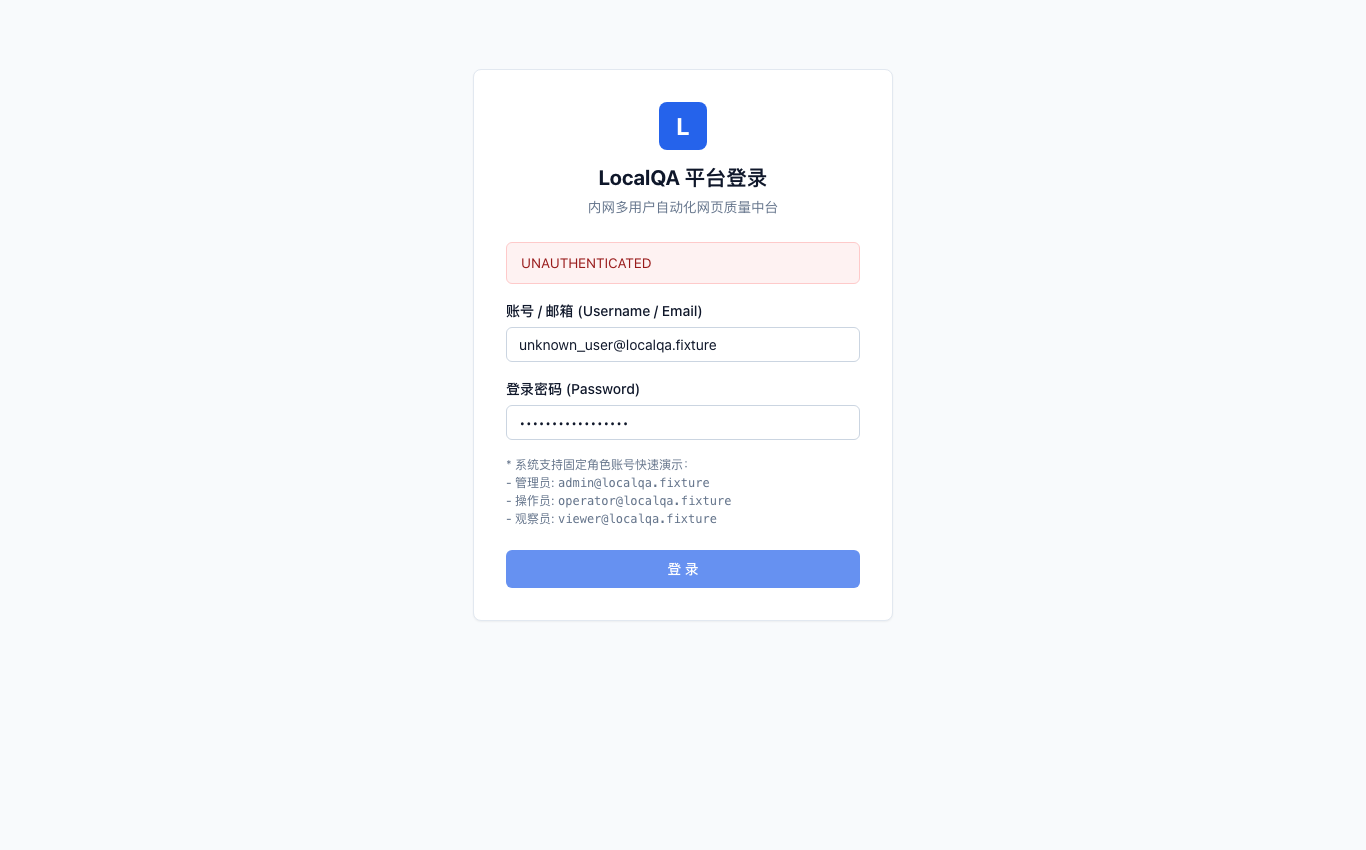 L
LocalQA 平台登录
内网多用户自动化网页质量中台
UNAUTHENTICATED
账号 / 邮箱 (Username / Email)
unknown_user@localqa.fixture
登录密码 (Password)
•••••••••••••••••
* 系统支持固定角色账号快速演示：
- 管理员: admin@localqa.fixture
- 操作员: operator@localqa.fixture
- 观察员: viewer@localqa.fixture
登 录